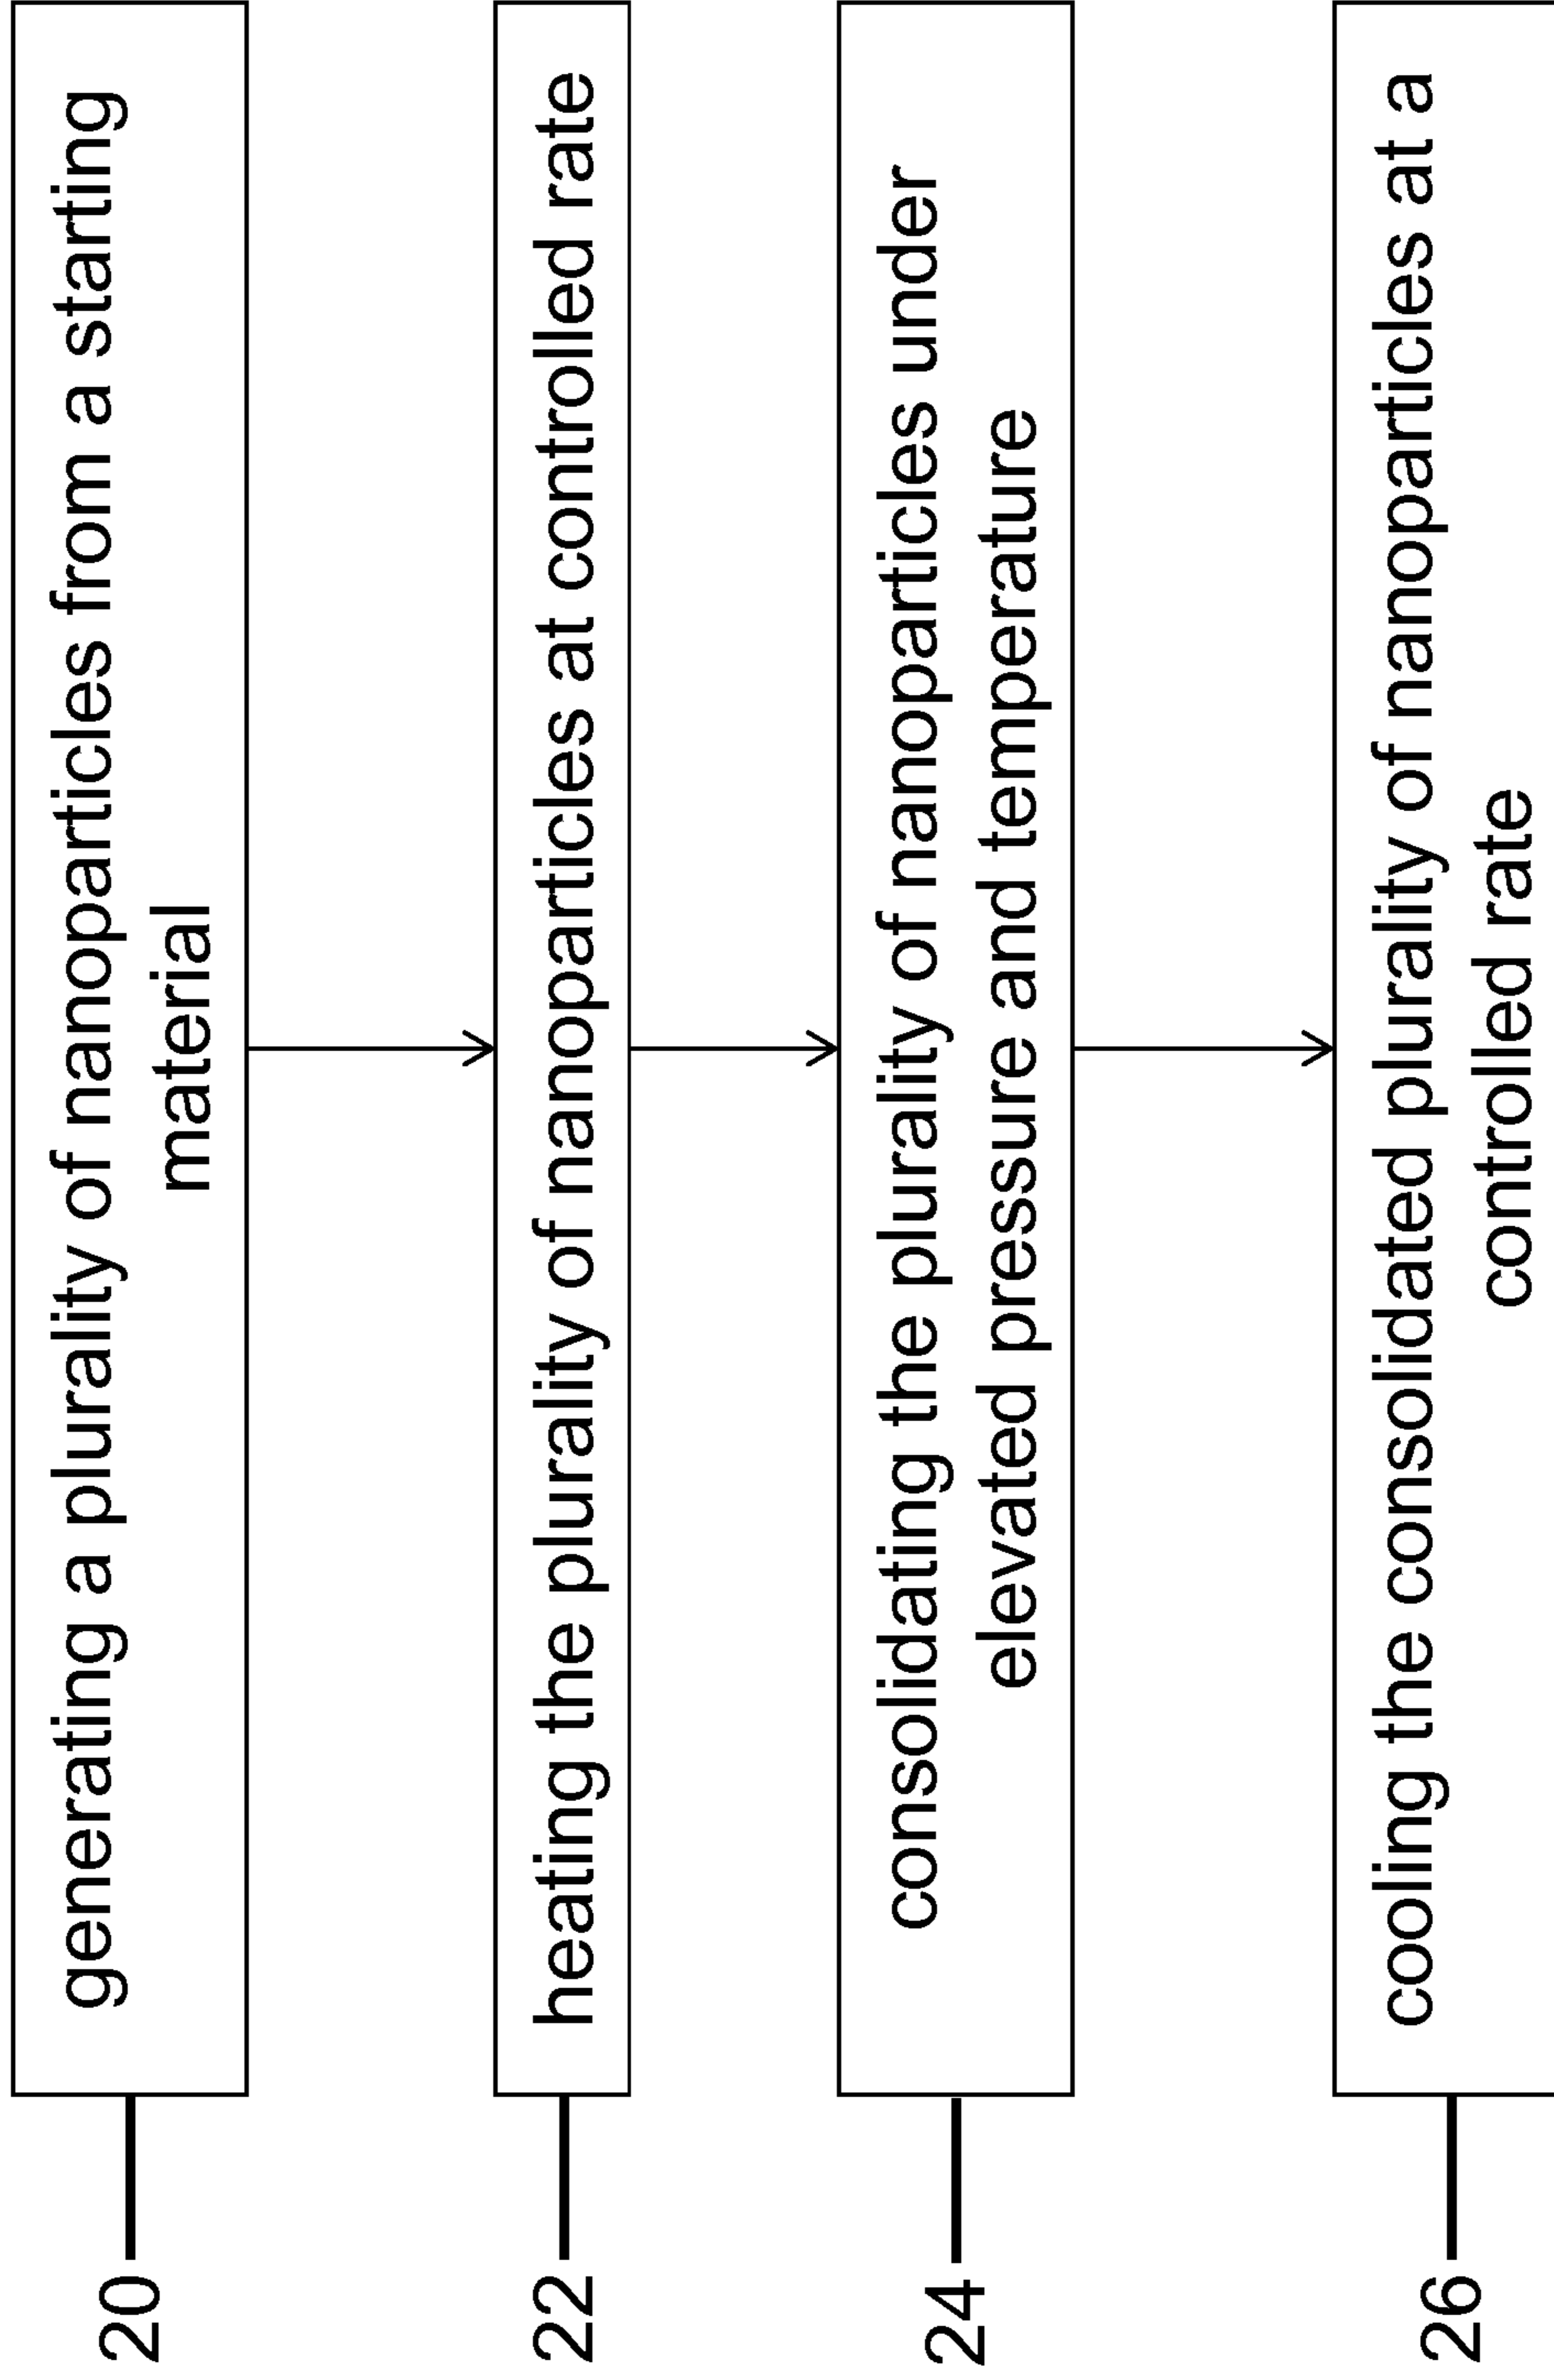 20
generating a plurality of nanoparticles from a starting
material
22
heating the plurality of nanoparticles at controlled rate
24
consolidating the plurality of nanoparticles under
elevated pressure and temperature
26
cooling the consolidated plurality of nanoparticles at a
controlled rate